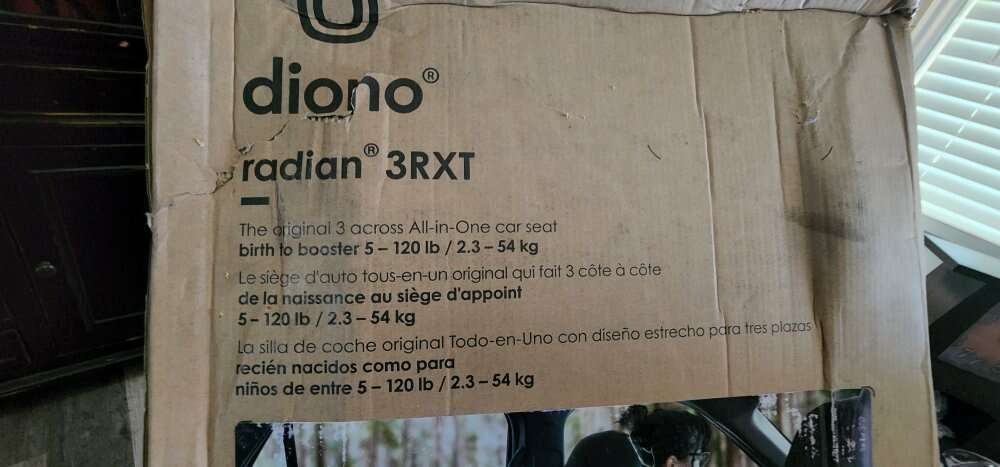 diono®
radian® 3RXT
The original 3 across All-in-One car seat
birth to booster 5 – 120 lb / 2.3 – 54 kg
Le siège d'auto tous-en-un original qui fait 3 côte à côte
de la naissance au siège d'appoint
5 – 120 lb / 2.3 – 54 kg
La silla de coche original Todo-en-Uno con diseño estrecho para tres plazas
recién nacidos como para
niños de entre 5 – 120 lb / 2.3 – 54 kg